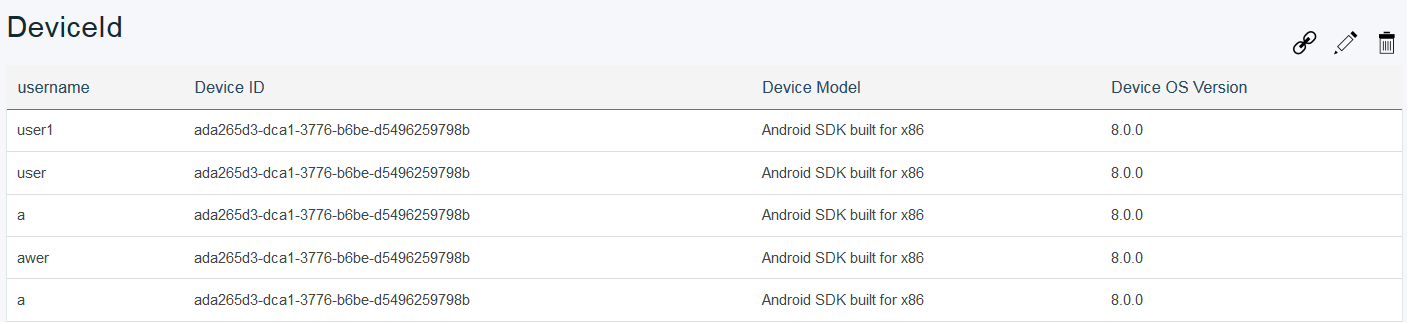 DeviceId
username Device ID Device Model Device OS Version
user1 ada265d3-dca1-3776-b6be-d5496259798b Android SDK built for x86 8.0.0
user ada265d3-dca1-3776-b6be-d5496259798b Android SDK built for x86 8.0.0
a ada265d3-dca1-3776-b6be-d5496259798b Android SDK built for x86 8.0.0
awer ada265d3-dca1-3776-b6be-d5496259798b Android SDK built for x86 8.0.0
a ada265d3-dca1-3776-b6be-d5496259798b Android SDK built for x86 8.0.0